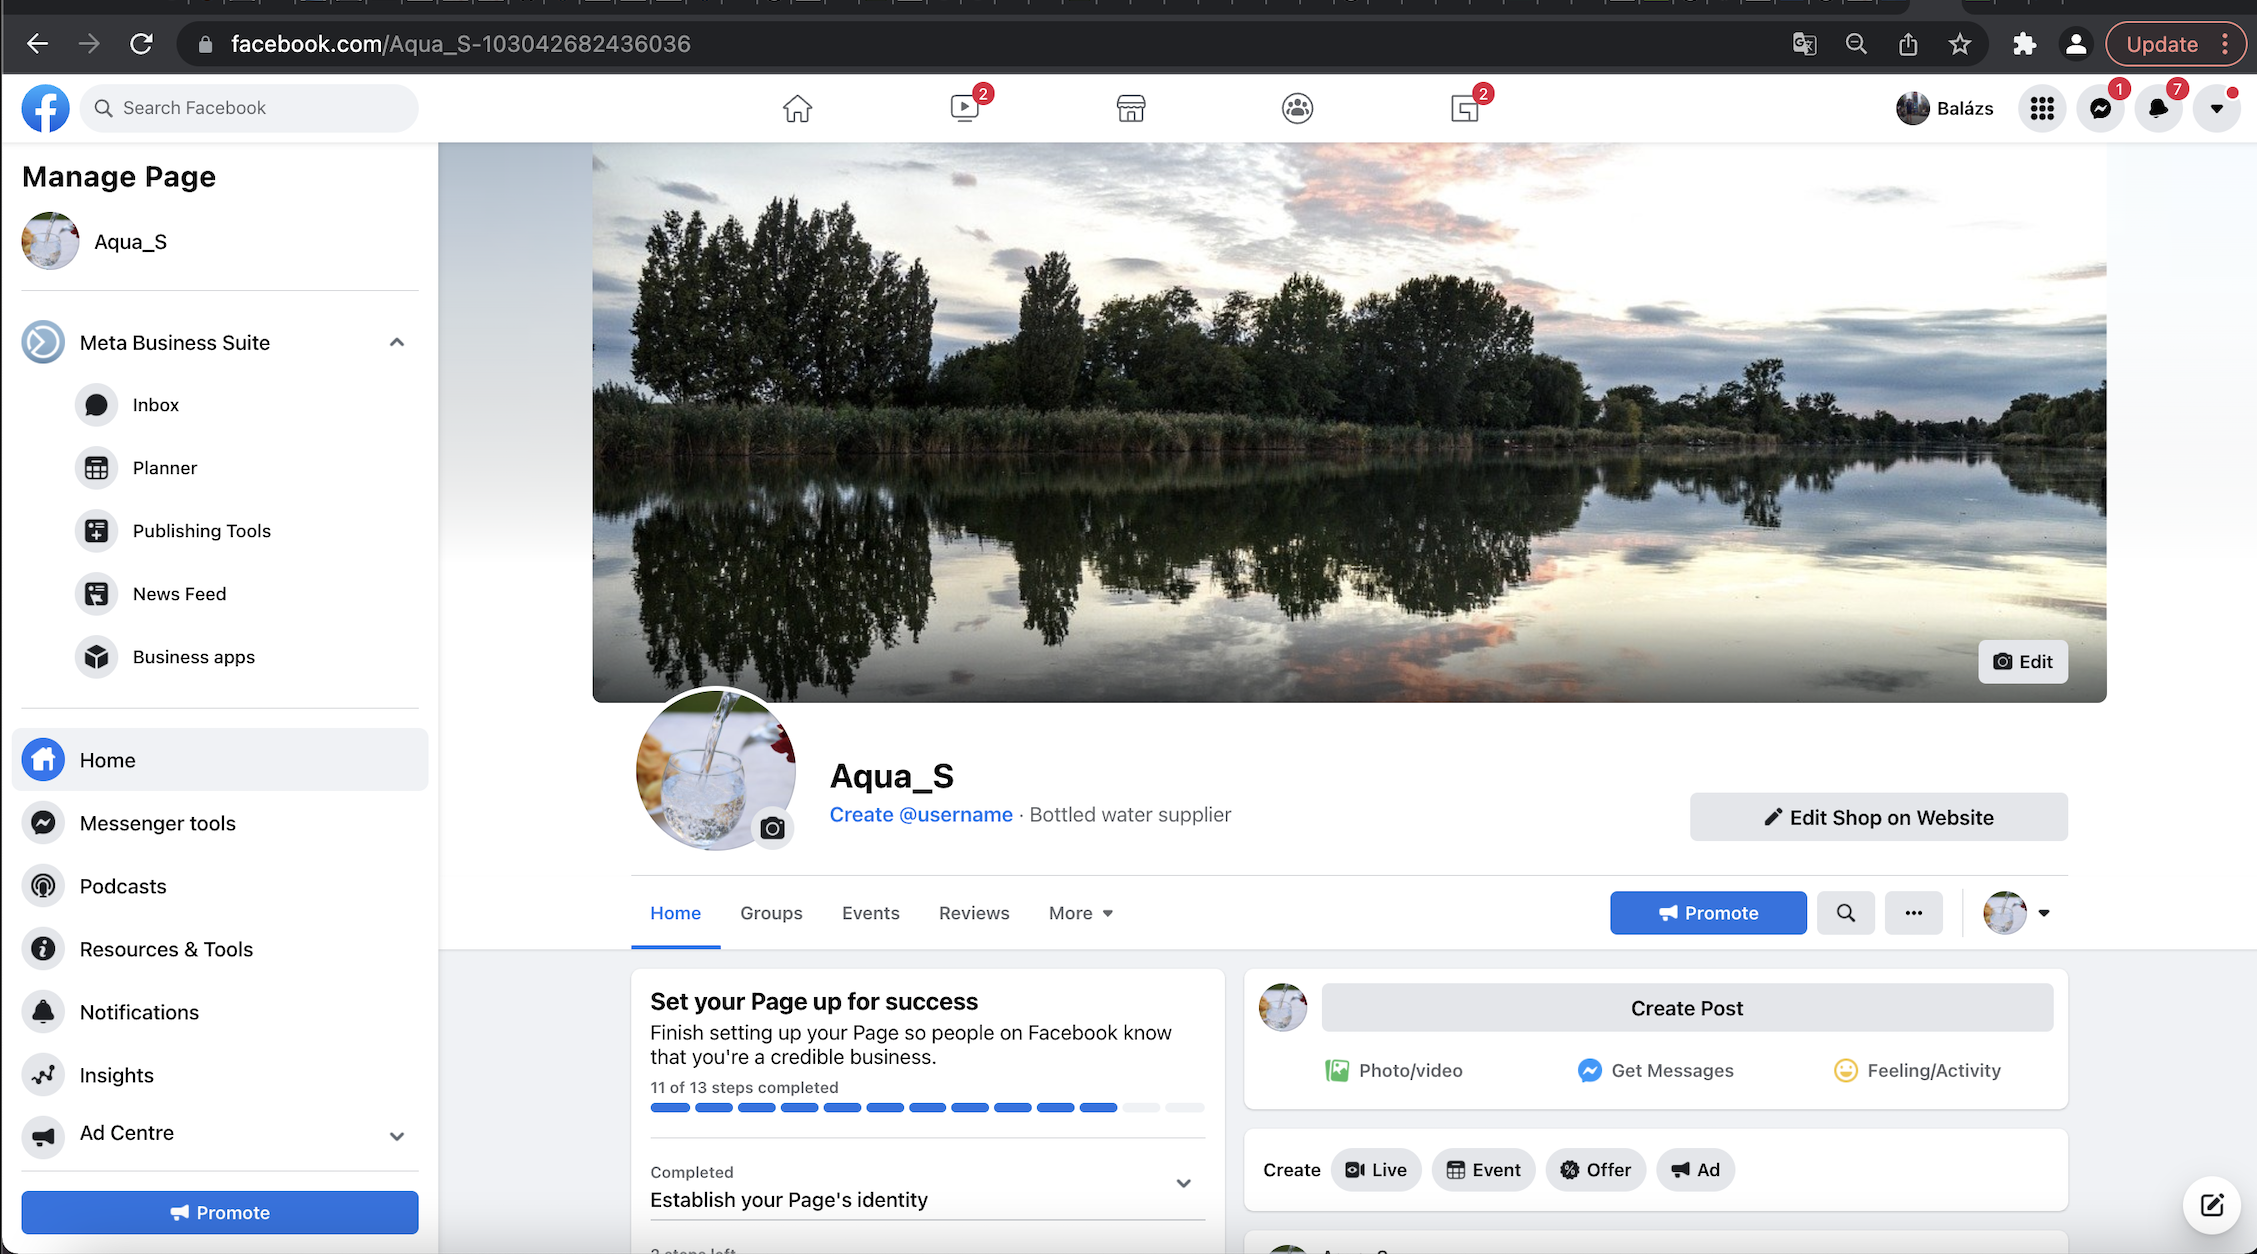 facebook.com/Aqua_S-103042682436036
Update
Search Facebook
2
2
Balázs
1
7
Manage Page
Aqua_S
Meta Business Suite
Inbox
Planner
Publishing Tools
News Feed
Business apps
Home
Messenger tools
Podcasts
Resources & Tools
Notifications
Insights
Ad Centre
Promote
Edit
Aqua_S
Create @username · Bottled water supplier
Edit Shop on Website
Home Groups Events Reviews More
Promote
Set your Page up for success
Finish setting up your Page so people on Facebook know
that you're a credible business.
11 of 13 steps completed
Completed
Establish your Page's identity
Create Post
Photo/video Get Messages Feeling/Activity
Create Live Event Offer Ad